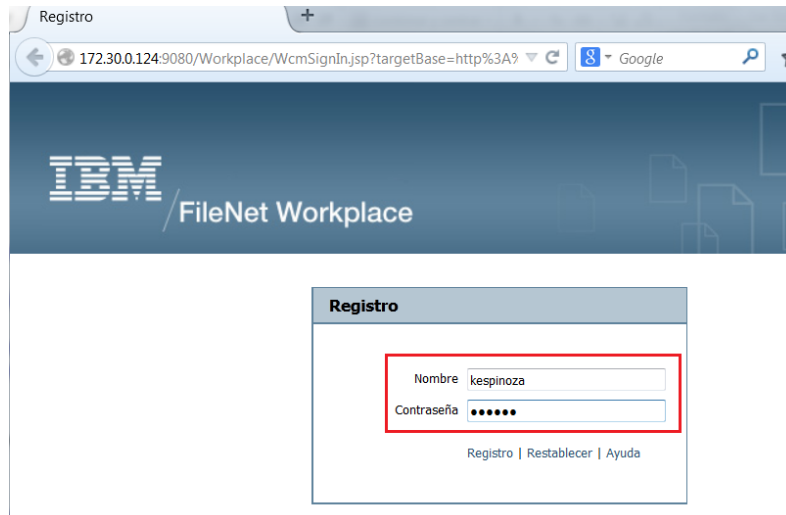 Registro
172.30.0.124:9080/Workplace/WcmSignIn.jsp?targetBase=http%3A%
Google
IBM
FileNet Workplace
Registro
Nombre kespinoza
Contraseña ••••••
Registro | Restablecer | Ayuda